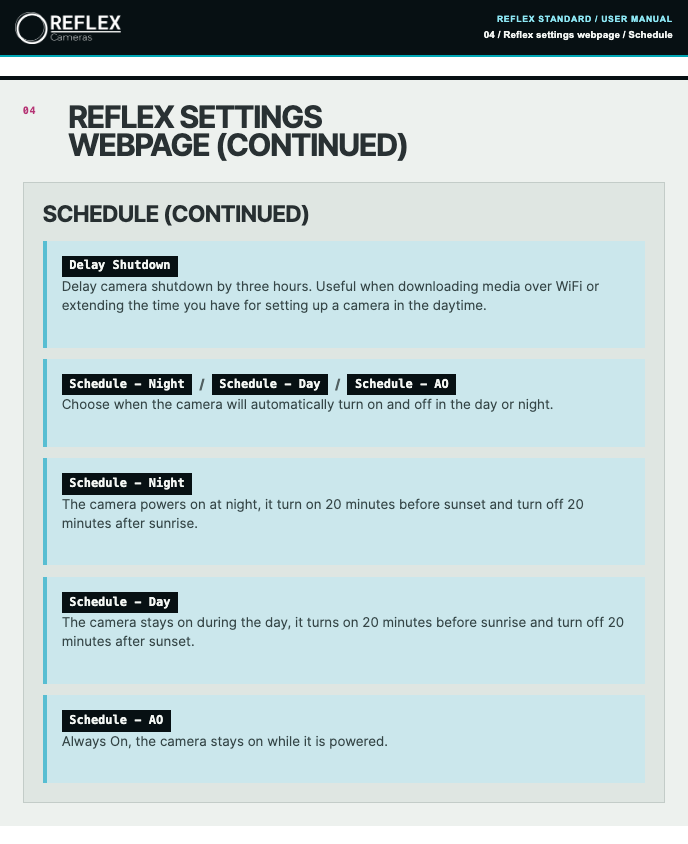 REFLEX
Cameras
REFLEX STANDARD / USER MANUAL
04 / Reflex settings webpage / Schedule
04
REFLEX SETTINGS
WEBPAGE (CONTINUED)
SCHEDULE (CONTINUED)
Delay Shutdown
Delay camera shutdown by three hours. Useful when downloading media over WiFi or
extending the time you have for setting up a camera in the daytime.
Schedule – Night / Schedule – Day / Schedule – AO
Choose when the camera will automatically turn on and off in the day or night.
Schedule – Night
The camera powers on at night, it turn on 20 minutes before sunset and turn off 20
minutes after sunrise.
Schedule – Day
The camera stays on during the day, it turns on 20 minutes before sunrise and turn off 20
minutes after sunset.
Schedule – AO
Always On, the camera stays on while it is powered.